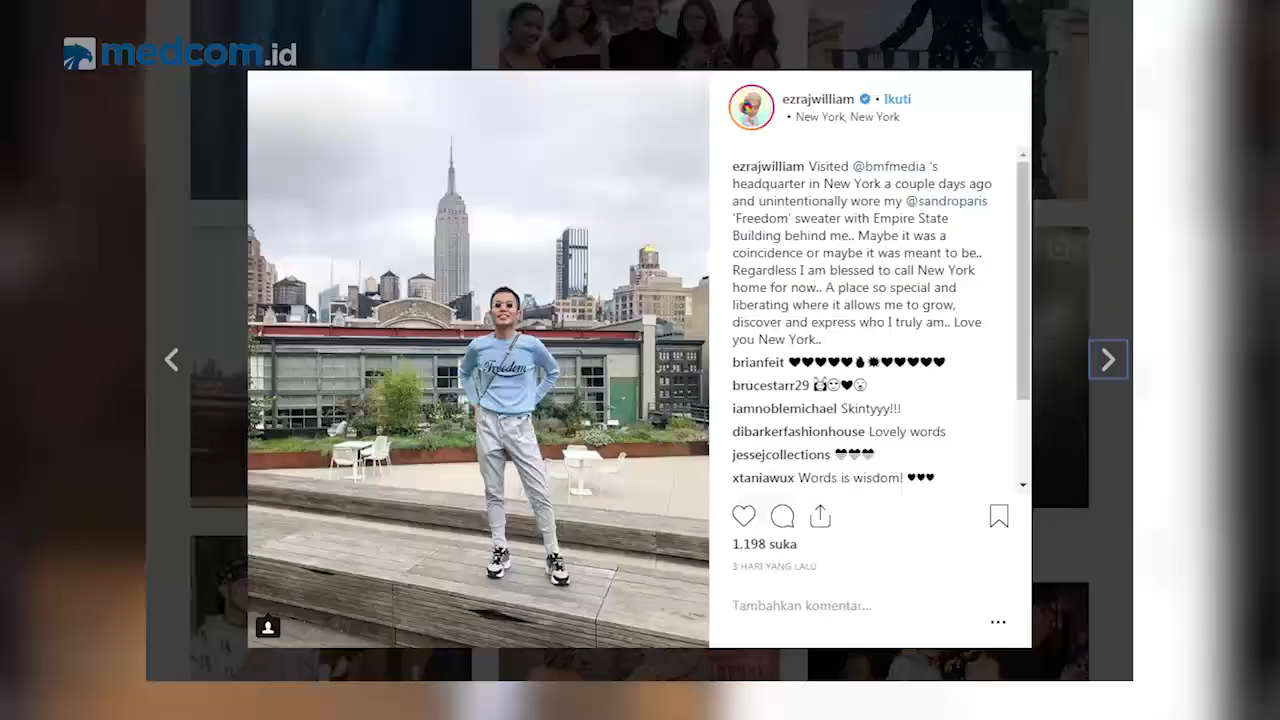 medcom.id
ezrajwilliam • Ikuti
• New York, New York
ezrajwilliam Visited @bmfmedia 's
headquarter in New York a couple days ago
and unintentionally wore my @sandroparis
'Freedom' sweater with Empire State
Building behind me.. Maybe it was a
coincidence or maybe it was meant to be..
Regardless I am blessed to call New York
home for now.. A place so special and
liberating where it allows me to grow,
discover and express who I truly am.. Love
you New York..
brianfeit ♥♥♥♥♥🔥✹♥♥♥♥♥
brucestarr29
iamnoblemichael Skintyyy!!!
dibarkerfashionhouse Lovely words
jessejcollections ♥♥♥
xtaniawux Words is wisdom! ♥♥♥
1,198 suka
3 HARI YANG LALU
Tambahkan komentar...
Freedom